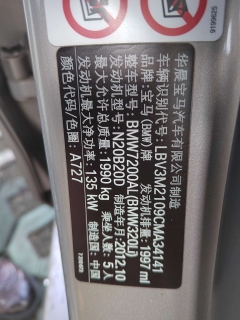 9199625
华晨宝马汽车有限公司制造
车辆识别代号: LBV3M2109CMA34141
品牌: 宝马(BMW)牌 发动机排量: 1997 ml
整车型号: BMW7200AL(BMW320Li)
发动机型号: N20B20D 制造年月: 2012.10
最大允许总质量: 1990 kg 乘坐人数: 5人
发动机最大净功率: 135 kW 制造国: 中国
颜色代码/色圈: A727